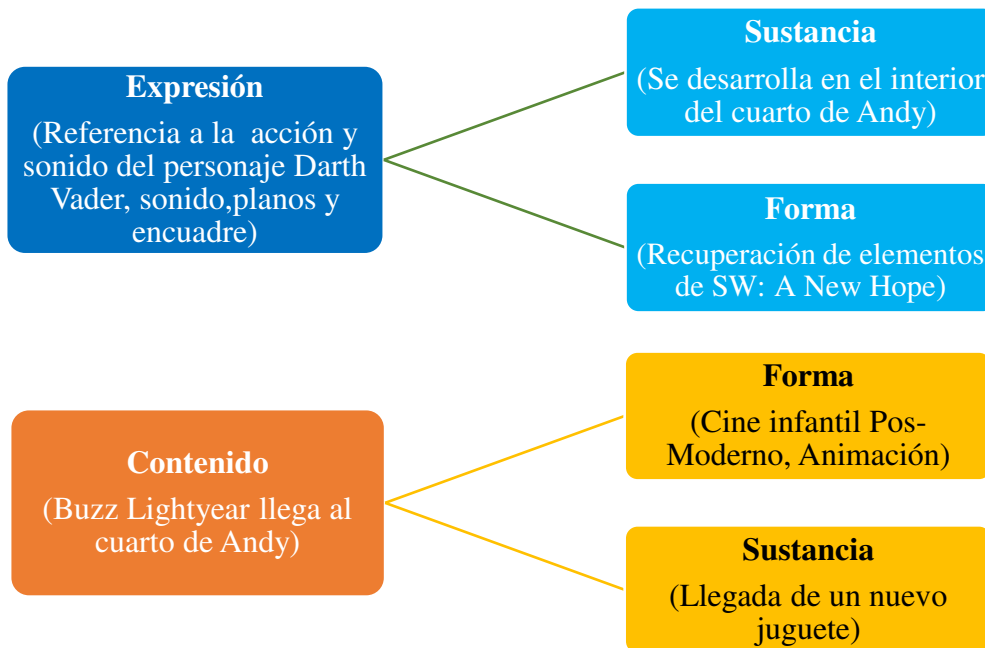 Expresión
(Referencia a la acción y
sonido del personaje Darth
Vader, sonido,planos y
encuadre)
Sustancia
(Se desarrolla en el interior
del cuarto de Andy)
Forma
(Recuperación de elementos
de SW: A New Hope)
Contenido
(Buzz Lightyear llega al
cuarto de Andy)
Forma
(Cine infantil Pos-
Moderno, Animación)
Sustancia
(Llegada de un nuevo
juguete)